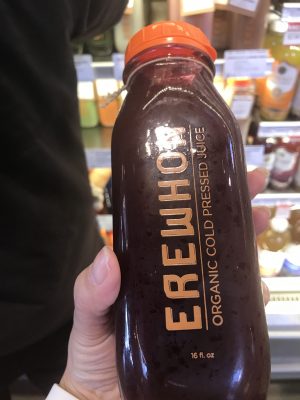 EREWHON
ORGANIC COLD PRESSED JUICE
16 fl. oz